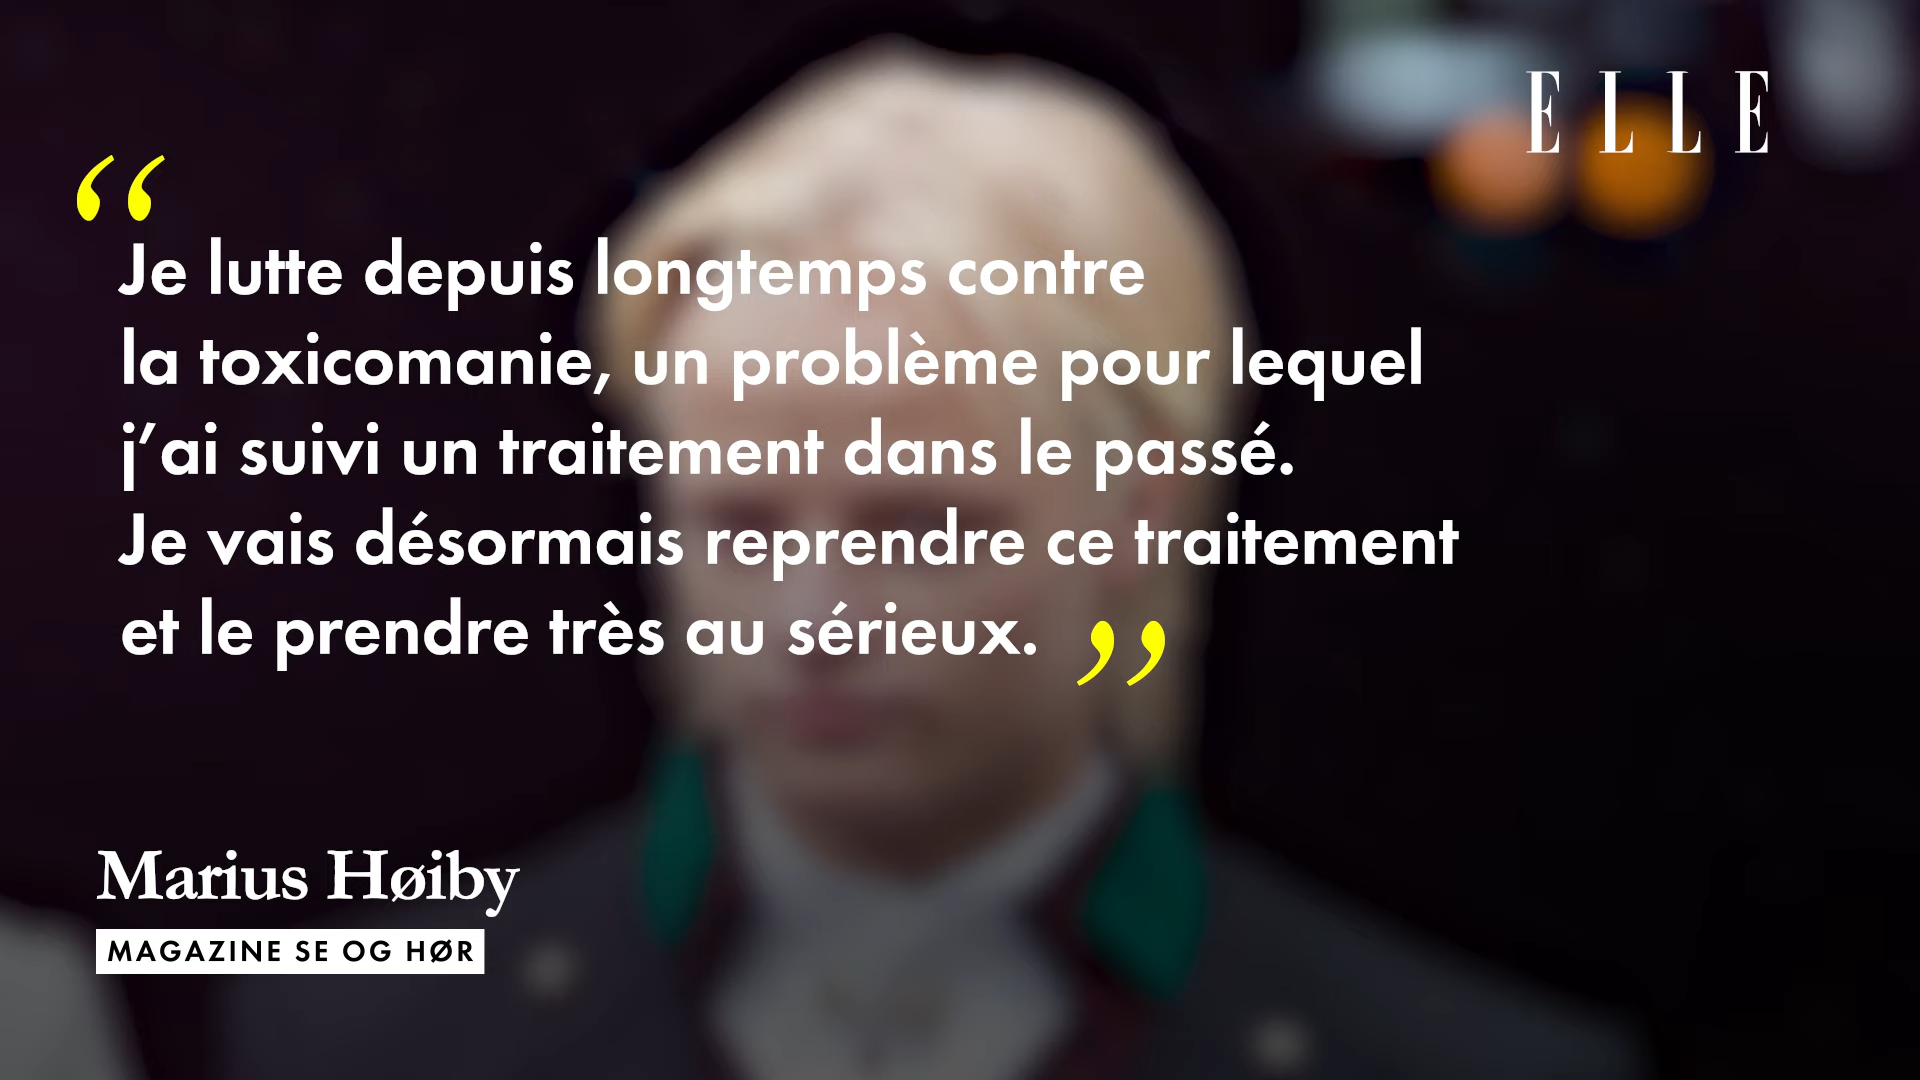 ELLE
“
Je lutte depuis longtemps contre
la toxicomanie, un problème pour lequel
j’ai suivi un traitement dans le passé.
Je vais désormais reprendre ce traitement
et le prendre très au sérieux. ”
Marius Høiby
MAGAZINE SE OG HØR